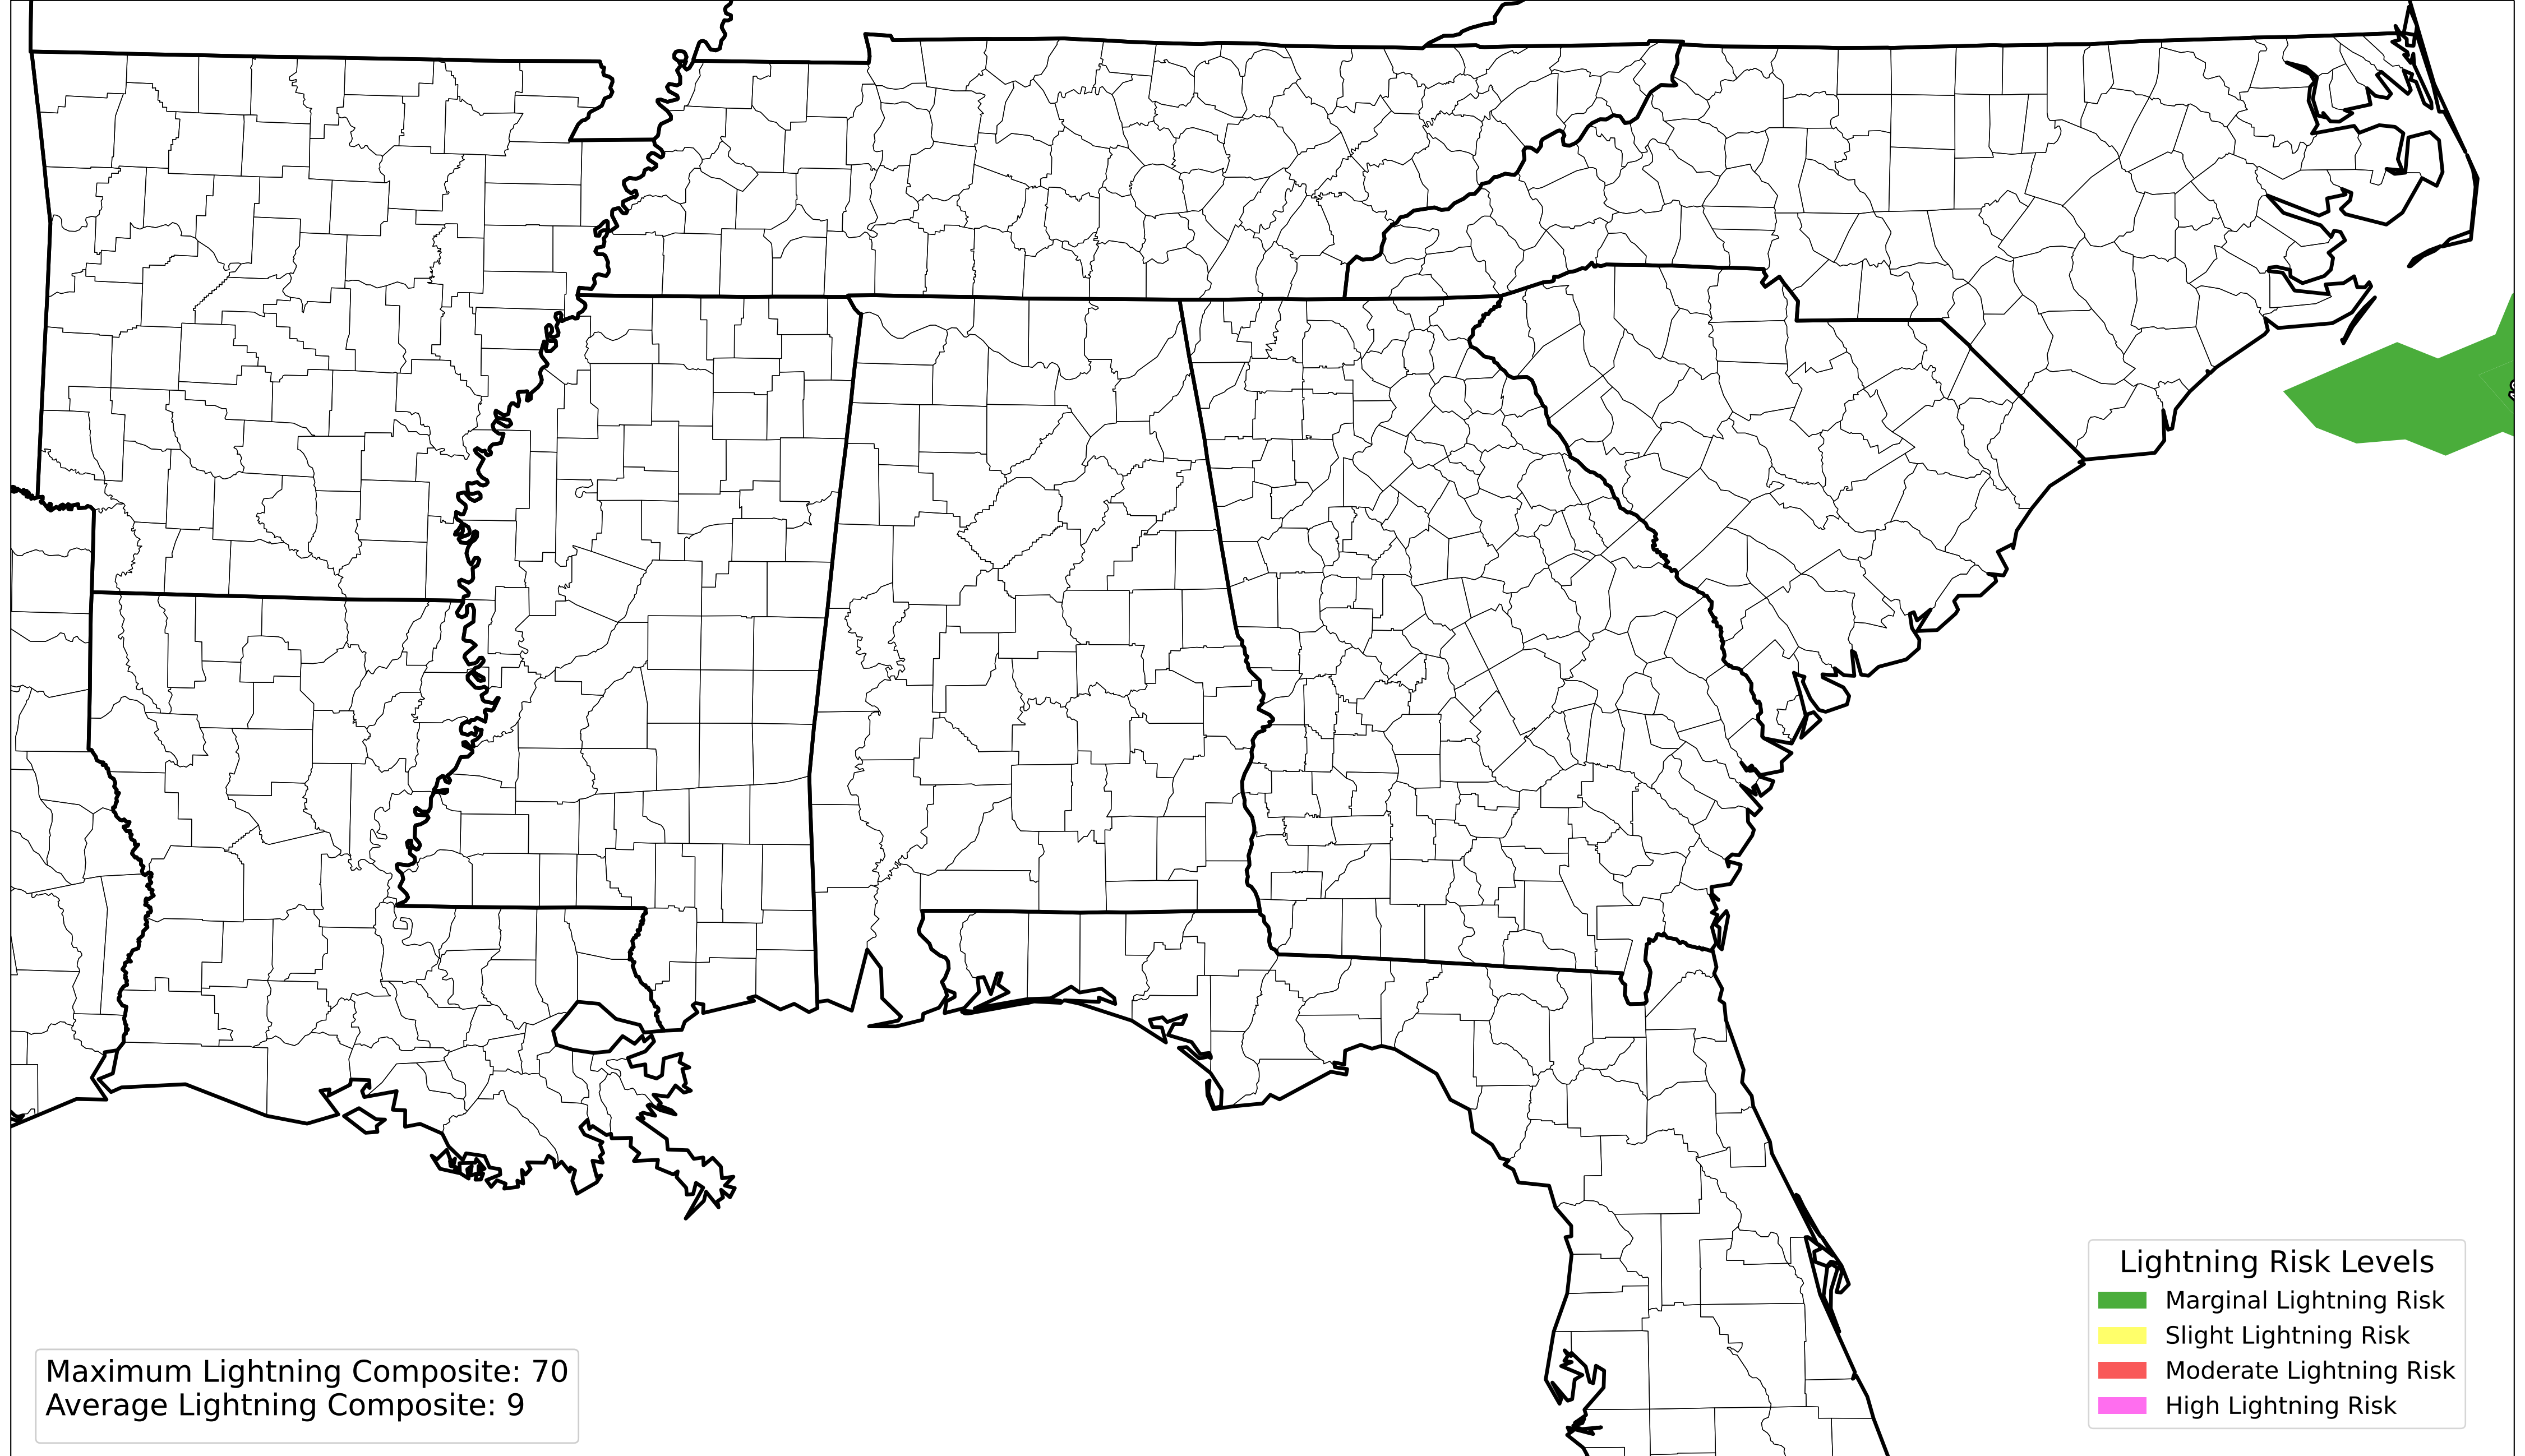 Maximum Lightning Composite: 70
Average Lightning Composite: 9
Lightning Risk Levels
Marginal Lightning Risk
Slight Lightning Risk
Moderate Lightning Risk
High Lightning Risk